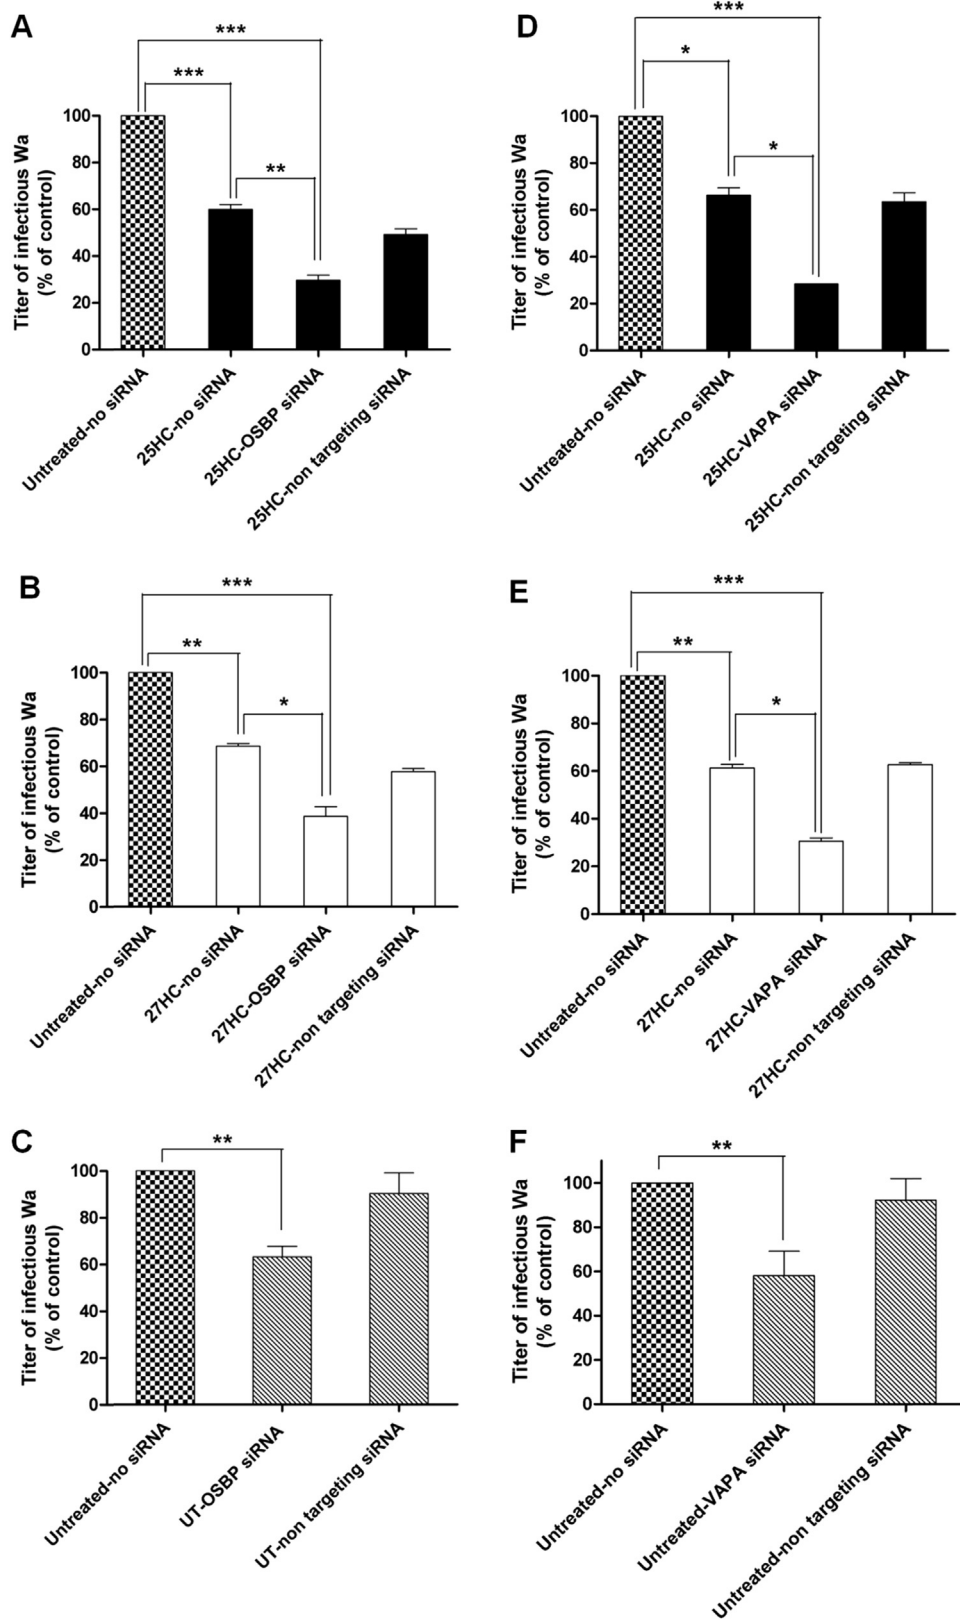 A
***
***
**
Titer of infectious Wa
(% of control)
100
80
60
40
20
0
Untreated-no siRNA
25HC-no siRNA
25HC-OSBP siRNA
25HC-non targeting siRNA
D
***
*
*
Titer of infectious Wa
(% of control)
100
80
60
40
20
0
Untreated-no siRNA
25HC-no siRNA
25HC-VAPA siRNA
25HC-non targeting siRNA
B
***
**
*
Titer of infectious Wa
(% of control)
100
80
60
40
20
0
Untreated-no siRNA
27HC-no siRNA
27HC-OSBP siRNA
27HC-non targeting siRNA
E
***
**
*
Titer of infectious Wa
(% of control)
100
80
60
40
20
0
Untreated-no siRNA
27HC-no siRNA
27HC-VAPA siRNA
27HC-non targeting siRNA
C
**
Titer of infectious Wa
(% of control)
100
80
60
40
20
0
Untreated-no siRNA
UT-OSBP siRNA
UT-non targeting siRNA
F
**
Titer of infectious Wa
(% of control)
100
80
60
40
20
0
Untreated-no siRNA
Untreated-VAPA siRNA
Untreated-non targeting siRNA